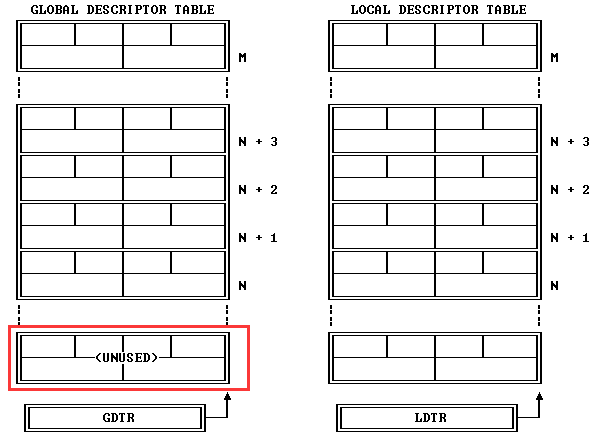 GLOBAL DESCRIPTOR TABLE
M
N + 3
N + 2
N + 1
N
<UNUSED>
GDTR
LOCAL DESCRIPTOR TABLE
M
N + 3
N + 2
N + 1
N
LDTR